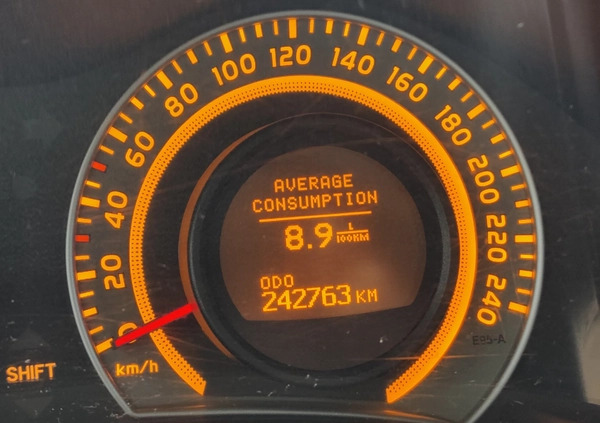 120
100
140
80
160
60
180
AVERAGE
CONSUMPTION
200
40
8.9 L/100KM
220
20
ODO
242763 KM
240
0
E85-A
SHIFT
km/h